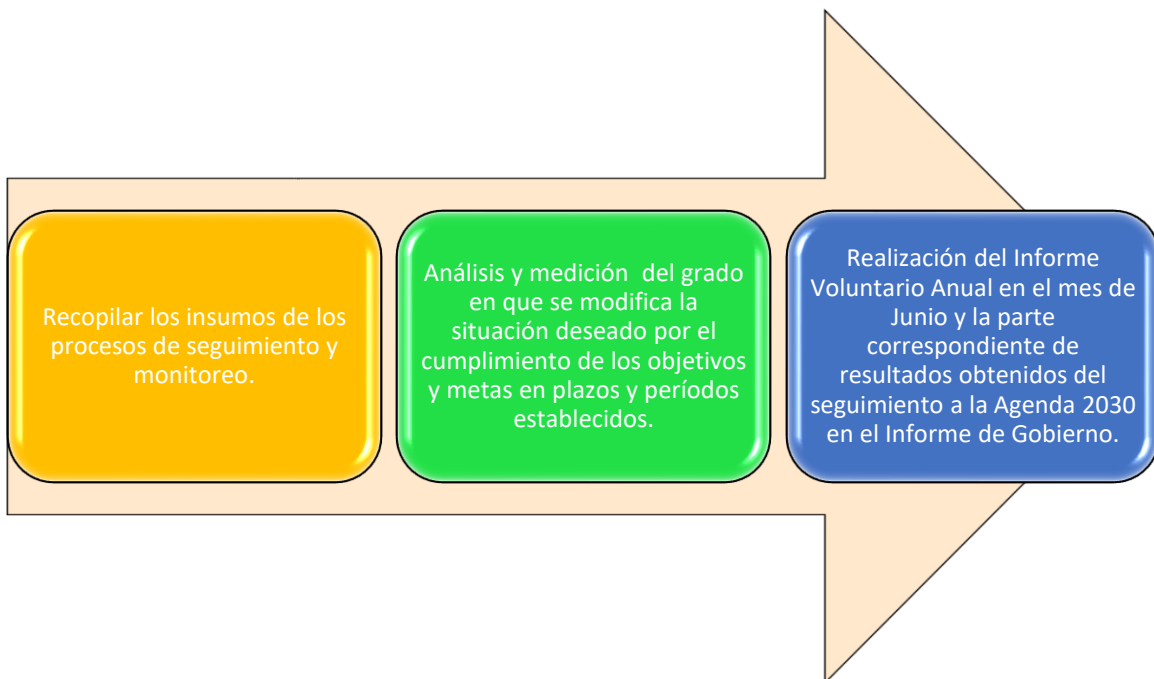 Recopilar los insumos de los
procesos de seguimiento y
monitoreo.
Análisis y medición  del grado
en que se modifica la
situación deseado por el
cumplimiento de los objetivos
y metas en plazos y períodos
establecidos.
Realización del Informe
Voluntario Anual en el mes de
Junio y la parte
correspondiente de
resultados obtenidos del
seguimiento a la Agenda 2030
en el Informe de Gobierno.